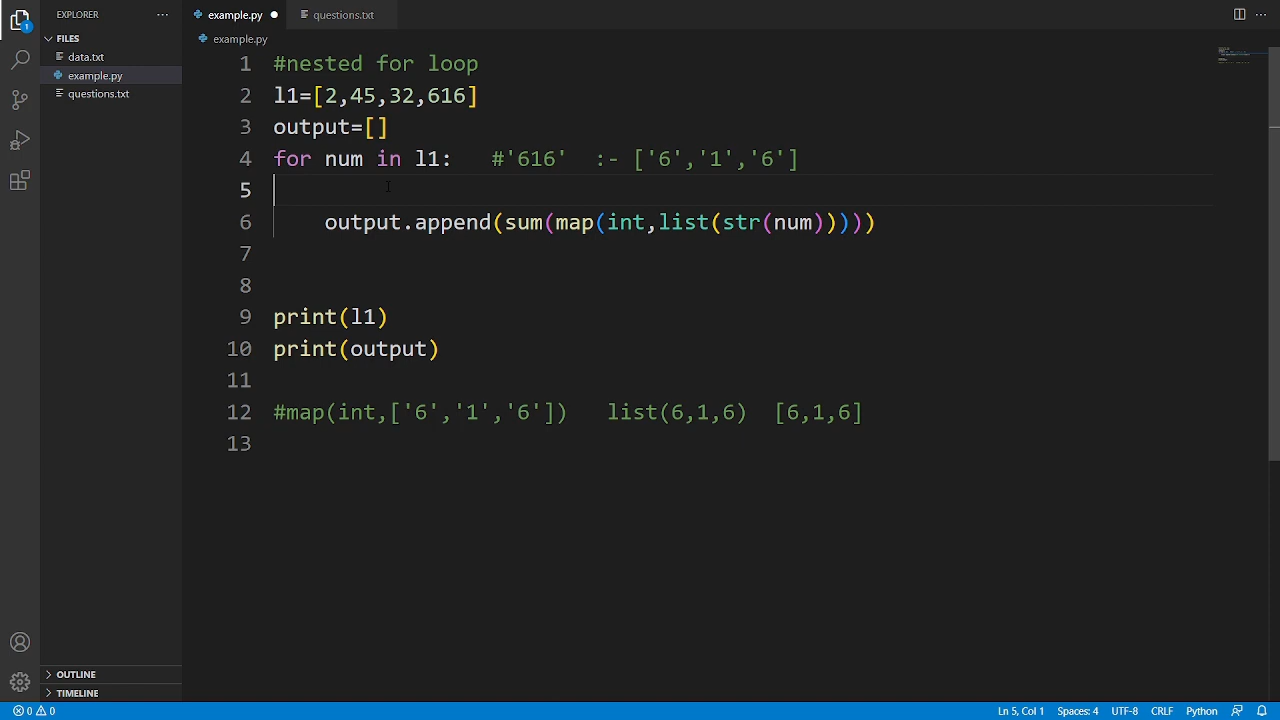 EXPLORER ···
FILES
data.txt
example.py
questions.txt
OUTLINE
TIMELINE
example.py questions.txt
example.py
1 #nested for loop
2 l1=[2,45,32,616]
3 output=[]
4 for num in l1:   #'616'  :- ['6','1','6']
5
6     output.append(sum(map(int,list(str(num)))))
7
8
9 print(l1)
10 print(output)
11
12 #map(int,['6','1','6'])   list(6,1,6)  [6,1,6]
13
1
0 0 Ln 5, Col 1 Spaces: 4 UTF-8 CRLF Python